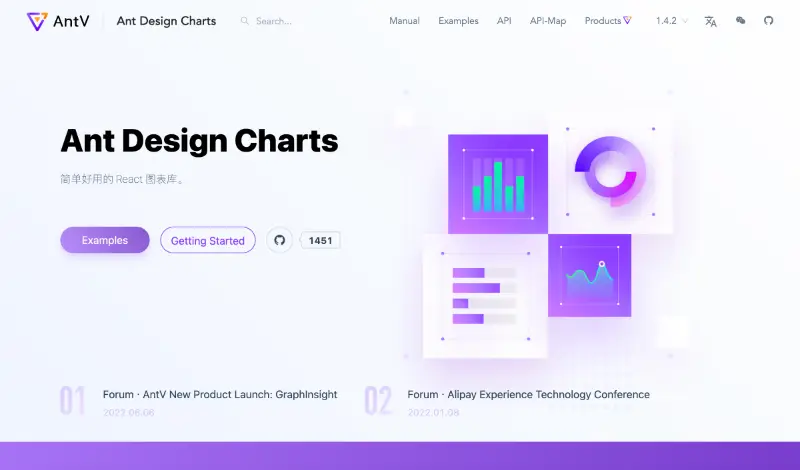 AntV
Ant Design Charts
Search...
Manual
Examples
API
API-Map
Products
1.4.2
Ant Design Charts
简单好用的 React 图表库。
Examples
Getting Started
1451
01
Forum · AntV New Product Launch: GraphInsight
2023.06.06
02
Forum · Alipay Experience Technology Conference
2022.01.08